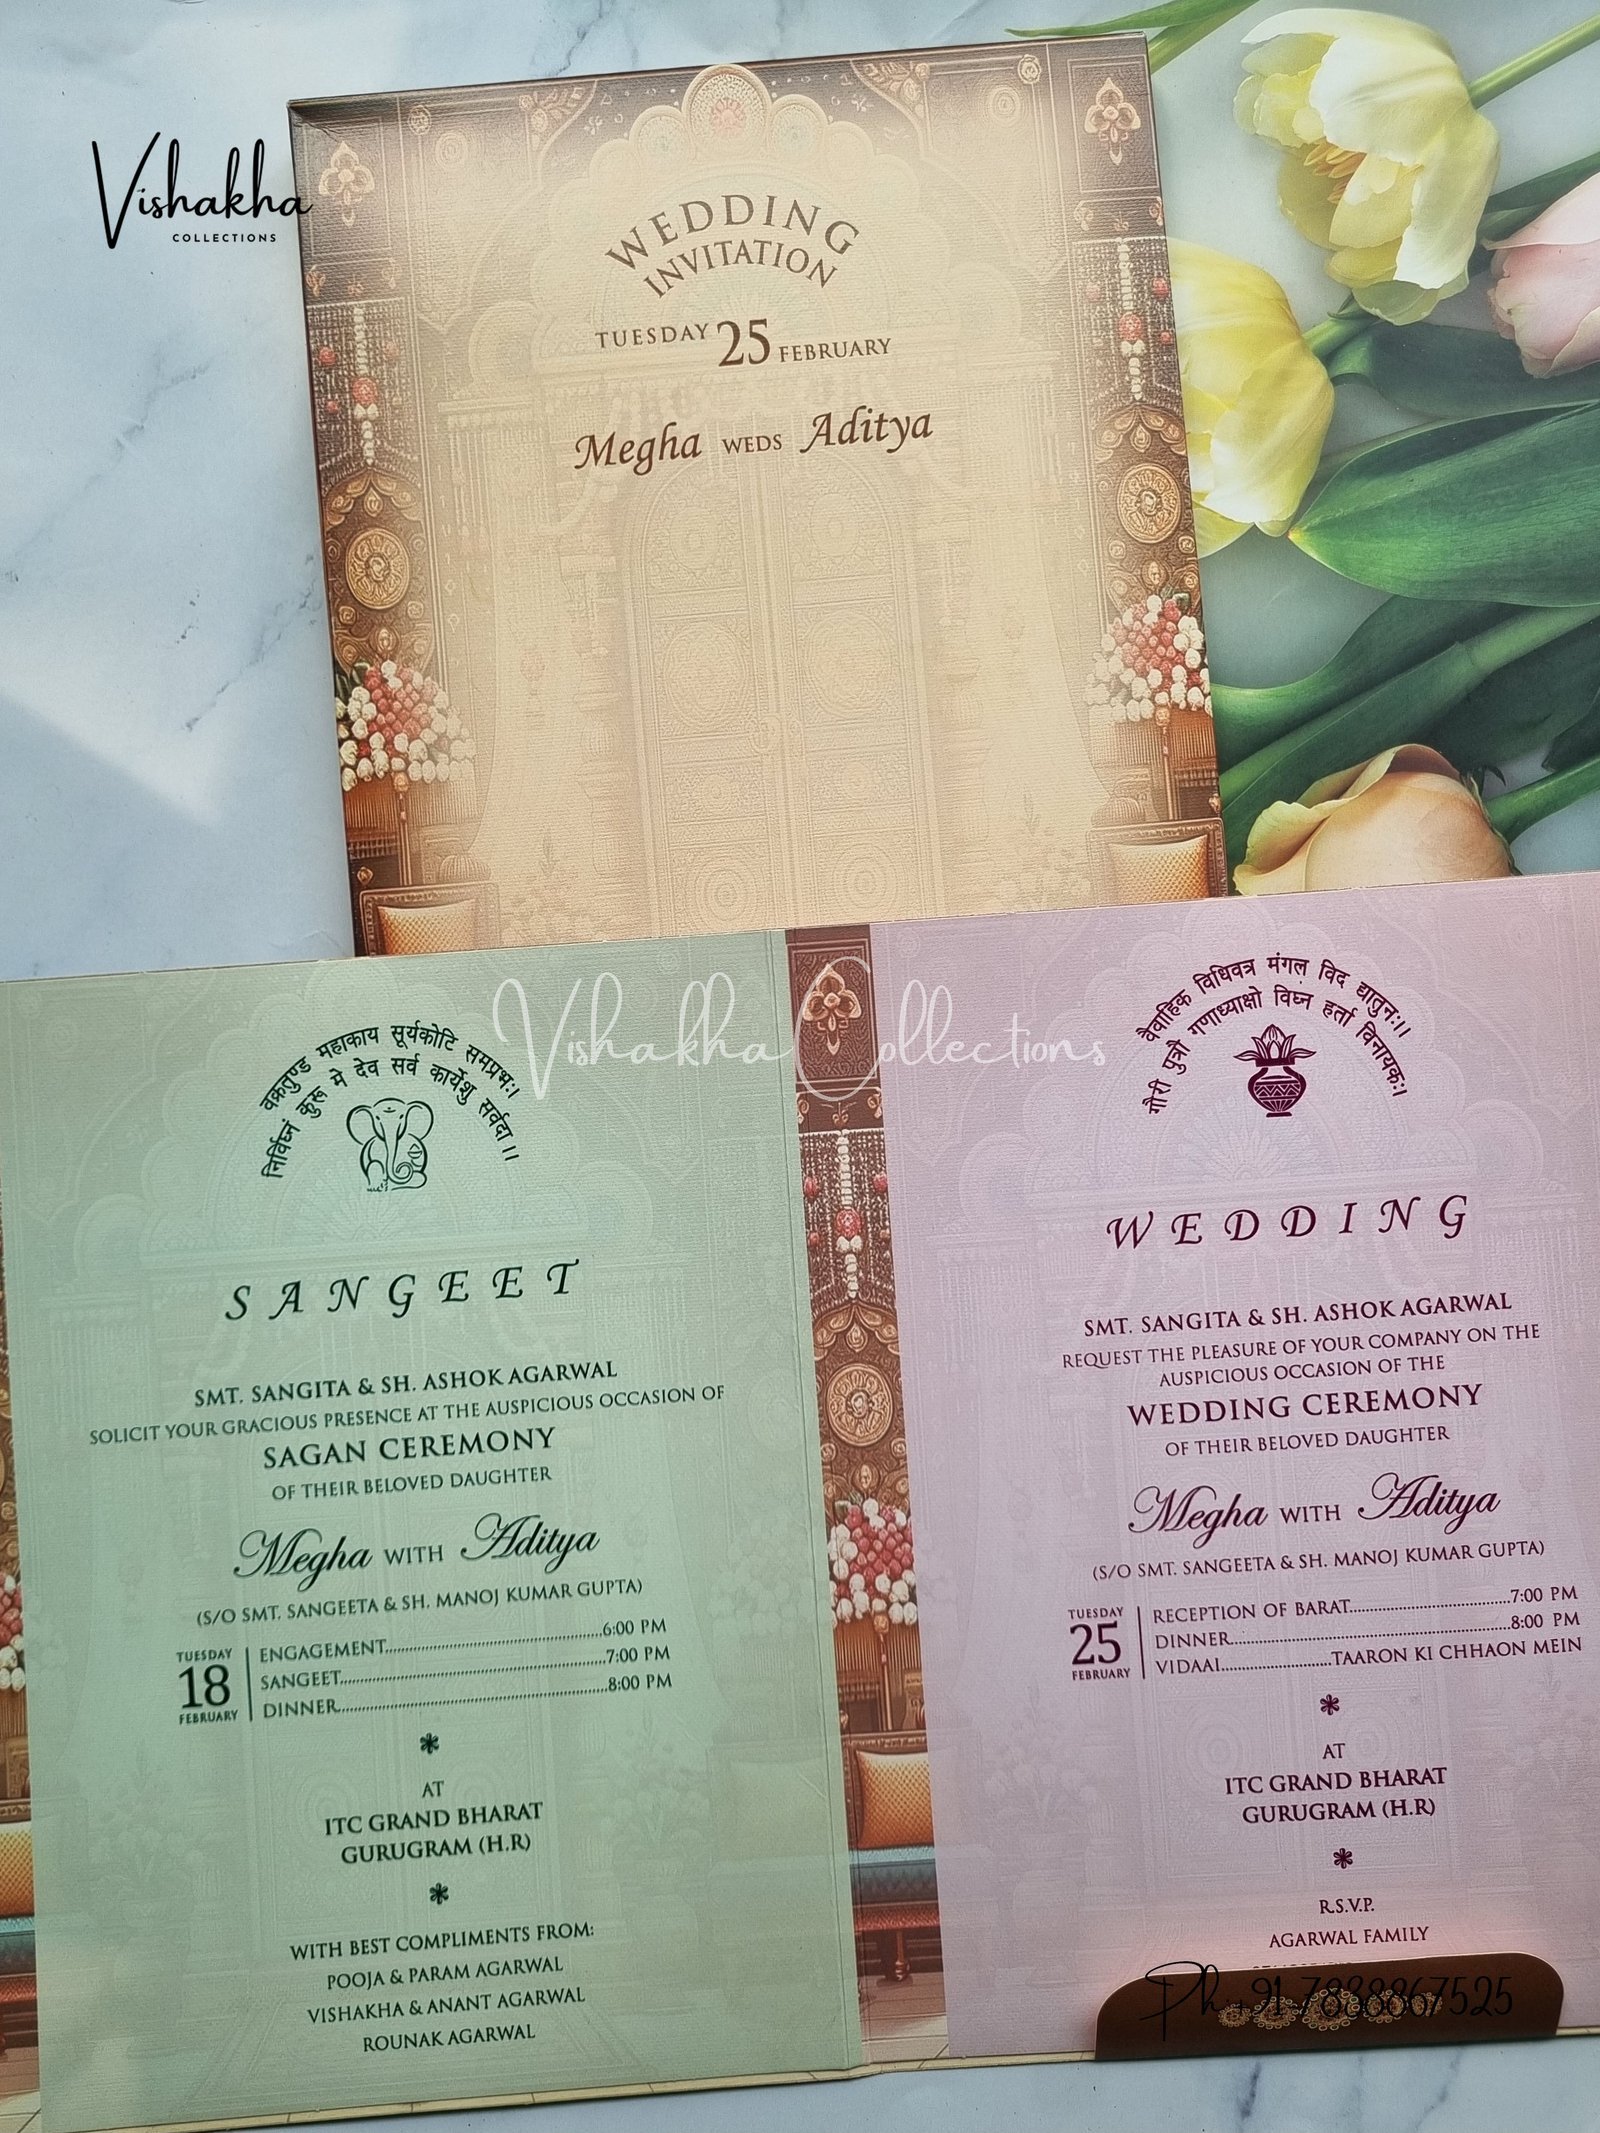 Vishakha
COLLECTIONS
WEDDING
INVITATION
TUESDAY 25 FEBRUARY
Megha WEDS Aditya
Vishakha Collections
वक्रतुण्ड महाकाय सूर्यकोटि समप्रभः।
निर्विघ्नं कुरू मे देव सर्व कार्येशु सर्वदा।।
SANGEET
SMT. SANGITA & SH. ASHOK AGARWAL
SOLICIT YOUR GRACIOUS PRESENCE AT THE AUSPICIOUS OCCASION OF
SAGAN CEREMONY
OF THEIR BELOVED DAUGHTER
Megha WITH Aditya
(S/O SMT. SANGEETA & SH. MANOJ KUMAR GUPTA)
TUESDAY
18
FEBRUARY
ENGAGEMENT....................6:00 PM
SANGEET....................7:00 PM
DINNER....................8:00 PM
AT
ITC GRAND BHARAT
GURUGRAM (H.R)
WITH BEST COMPLIMENTS FROM:
POOJA & PARAM AGARWAL
VISHAKHA & ANANT AGARWAL
ROUNAK AGARWAL
वैवाहिक विधिवत्र मंगल़ विद द्यातुनः।।
गौरी पुत्रौ गणाध्याक्षो विघ्न हर्ता विनायकः।
WEDDING
SMT. SANGITA & SH. ASHOK AGARWAL
REQUEST THE PLEASURE OF YOUR COMPANY ON THE
AUSPICIOUS OCCASION OF THE
WEDDING CEREMONY
OF THEIR BELOVED DAUGHTER
Megha WITH Aditya
(S/O SMT. SANGEETA & SH. MANOJ KUMAR GUPTA)
TUESDAY
25
FEBRUARY
RECEPTION OF BARAT....................7:00 PM
DINNER....................8:00 PM
VIDAAI....................TAARON KI CHHAON MEIN
AT
ITC GRAND BHARAT
GURUGRAM (H.R)
R.S.V.P.
AGARWAL FAMILY
Ph +91 7888867525